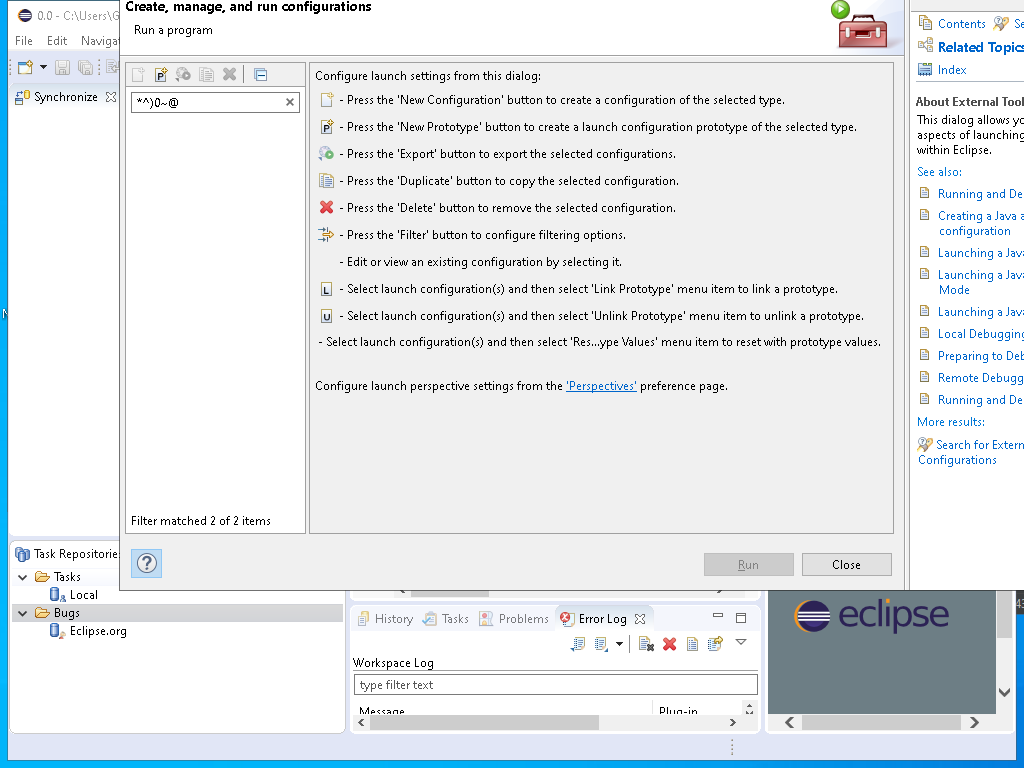 0.0 - C:\Users\G
File Edit Navigat
Synchronize
Create, manage, and run configurations
Run a program
*^)0~@
Filter matched 2 of 2 items
Configure launch settings from this dialog:
- Press the 'New Configuration' button to create a configuration of the selected type.
- Press the 'New Prototype' button to create a launch configuration prototype of the selected type.
- Press the 'Export' button to export the selected configurations.
- Press the 'Duplicate' button to copy the selected configuration.
- Press the 'Delete' button to remove the selected configuration.
- Press the 'Filter' button to configure filtering options.
- Edit or view an existing configuration by selecting it.
- Select launch configuration(s) and then select 'Link Prototype' menu item to link a prototype.
- Select launch configuration(s) and then select 'Unlink Prototype' menu item to unlink a prototype.
- Select launch configuration(s) and then select 'Res...ype Values' menu item to reset with prototype values.
Configure launch perspective settings from the 'Perspectives' preference page.
Run Close
Contents Se
Related Topics
Index
About External Tool
This dialog allows yo
aspects of launching
within Eclipse.
See also:
Running and De
Creating a Java a
configuration
Launching a Java
Launching a Java
Mode
Launching a Java
Local Debugging
Preparing to Deb
Remote Debugg
Running and De
More results:
Search for Extern
Configurations
Task Repositories
Tasks
Local
Bugs
Eclipse.org
History Tasks Problems Error Log
Workspace Log
type filter text
Message Plug-in
eclipse